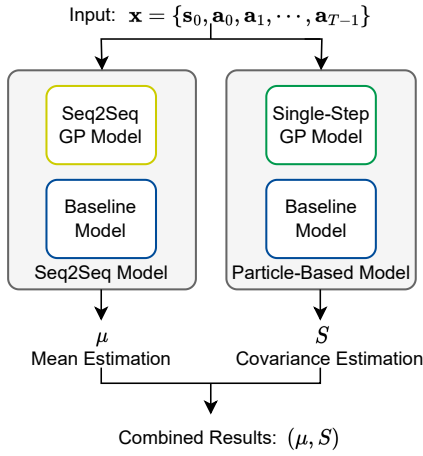 Input: x = {s₀, a₀, a₁, ⋯, a_{T−1}}
Seq2Seq
GP Model
Baseline
Model
Seq2Seq Model
Single-Step
GP Model
Baseline
Model
Particle-Based Model
μ
Mean Estimation
S
Covariance Estimation
Combined Results: (μ, S)